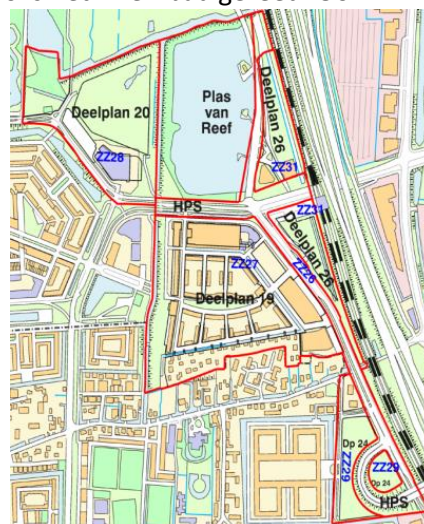 Deelplan 20
ZZ28
Plas
van
Reef
Deelplan 26
ZZ31
HPS
ZZ31
Deelplan 26
ZZ26
ZZ27
Deelplan 19
Dp 24
ZZ29
ZZ29
Dp 24
HPS